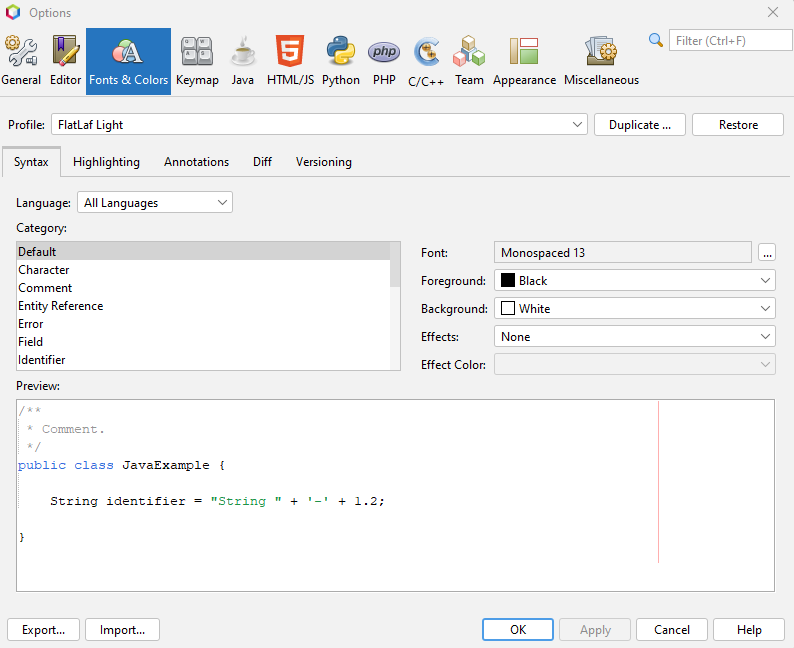 Options
General Editor Fonts & Colors Keymap Java HTML/JS Python PHP C/C++ Team Appearance Miscellaneous Filter (Ctrl+F)
Profile: FlatLaf Light Duplicate ... Restore
Syntax Highlighting Annotations Diff Versioning
Language: All Languages
Category:
Default
Character
Comment
Entity Reference
Error
Field
Identifier
Font: Monospaced 13 ...
Foreground: Black
Background: White
Effects: None
Effect Color:
Preview:
/**
* Comment.
*/
public class JavaExample {
String identifier = "String " + '-' + 1.2;
}
Export... Import... OK Apply Cancel Help